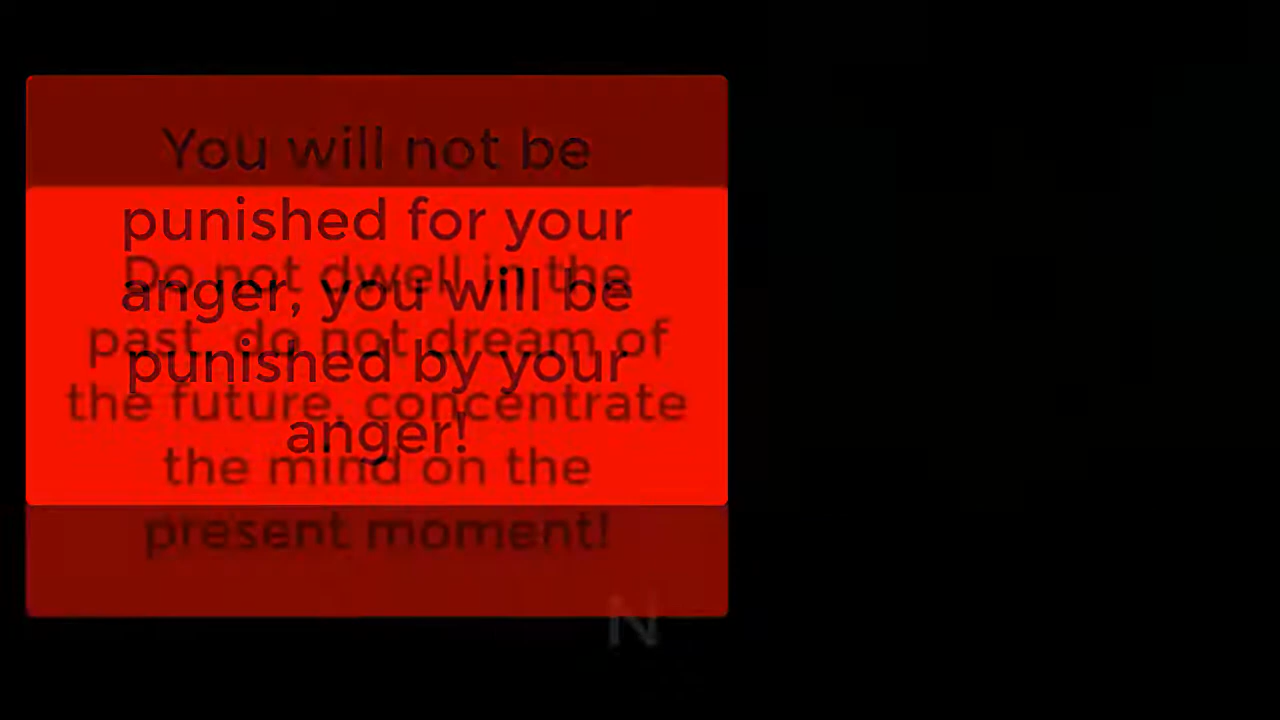 You will not be
punished for your
anger, you will be
punished by your
anger!
Do not dwell in the
past, do not dream of
the future, concentrate
the mind on the
present moment!
N